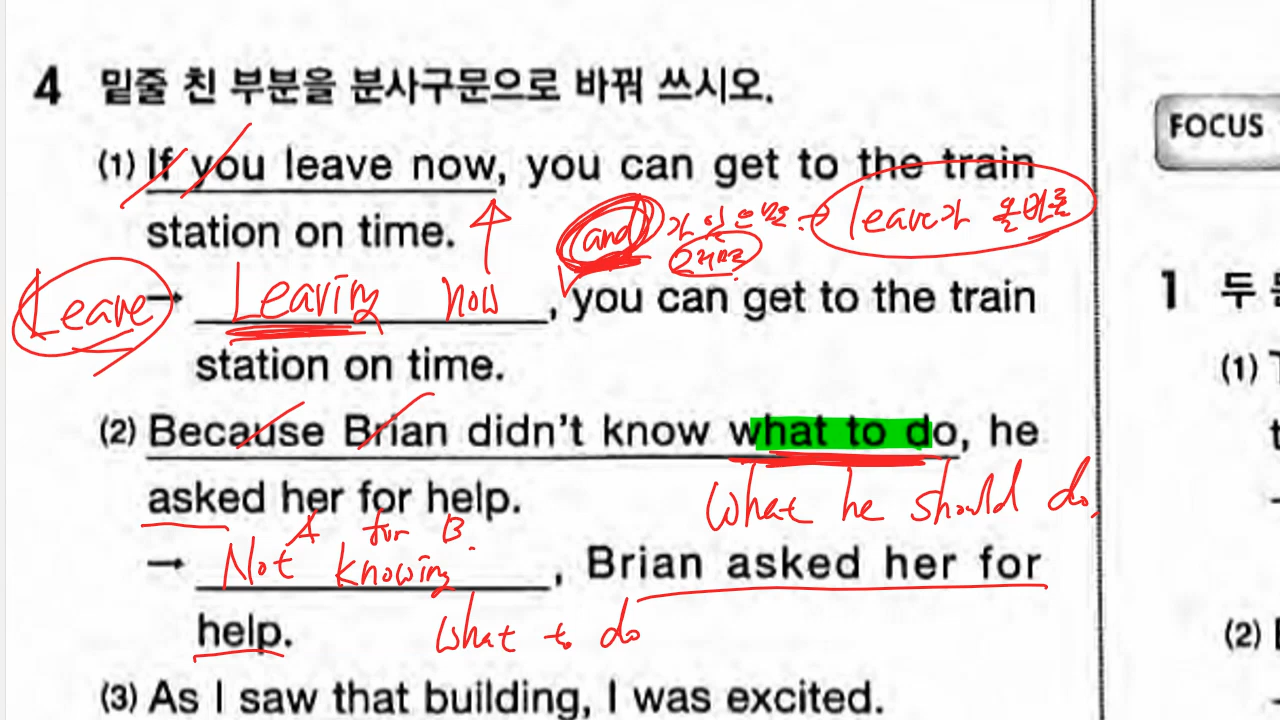 4 밑줄 친 부분을 분사구문으로 바꿔 쓰시오.
(1) If you leave now, you can get to the train
station on time.
and 가 있으면 → leave가 올바름
Leave → Leaving now, you can get to the train
station on time.
(2) Because Brian didn't know what to do, he
asked her for help.
what he should do,
A for B.
→ Not knowing, Brian asked her for
help. what to do
(3) As I saw that building, I was excited.
FOCUS
1 두
(1)
(2)